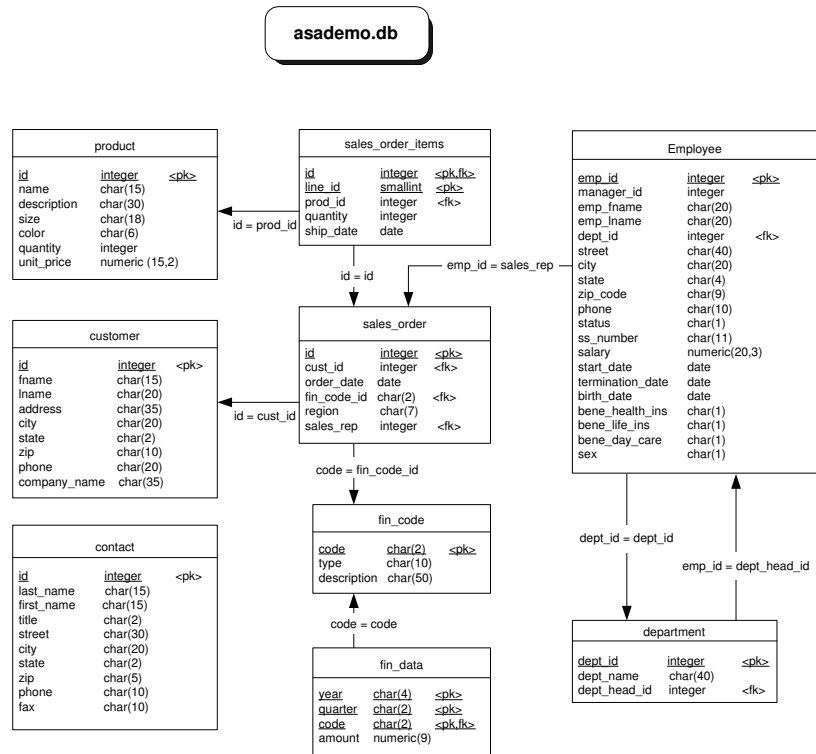 asademo.db
product
id integer <pk>
name char(15)
description char(30)
size char(18)
color char(6)
quantity integer
unit_price numeric (15,2)
id = prod_id
sales_order_items
id integer <pk,fk>
line_id smallint <pk>
prod_id integer <fk>
quantity integer
ship_date date
id = id
emp_id = sales_rep
Employee
emp_id integer <pk>
manager_id integer
emp_fname char(20)
emp_lname char(20)
dept_id integer <fk>
street char(40)
city char(20)
state char(4)
zip_code char(9)
phone char(10)
status char(1)
ss_number char(11)
salary numeric(20,3)
start_date date
termination_date date
birth_date date
bene_health_ins char(1)
bene_life_ins char(1)
bene_day_care char(1)
sex char(1)
customer
id integer <pk>
fname char(15)
lname char(20)
address char(35)
city char(20)
state char(2)
zip char(10)
phone char(20)
company_name char(35)
id = cust_id
sales_order
id integer <pk>
cust_id integer <fk>
order_date date
fin_code_id char(2) <fk>
region char(7)
sales_rep integer <fk>
code = fin_code_id
contact
id integer <pk>
last_name char(15)
first_name char(15)
title char(2)
street char(30)
city char(20)
state char(2)
zip char(5)
phone char(10)
fax char(10)
fin_code
code char(2) <pk>
type char(10)
description char(50)
code = code
fin_data
year char(4) <pk>
quarter char(2) <pk>
code char(2) <pk,fk>
amount numeric(9)
dept_id = dept_id
emp_id = dept_head_id
department
dept_id integer <pk>
dept_name char(40)
dept_head_id integer <fk>